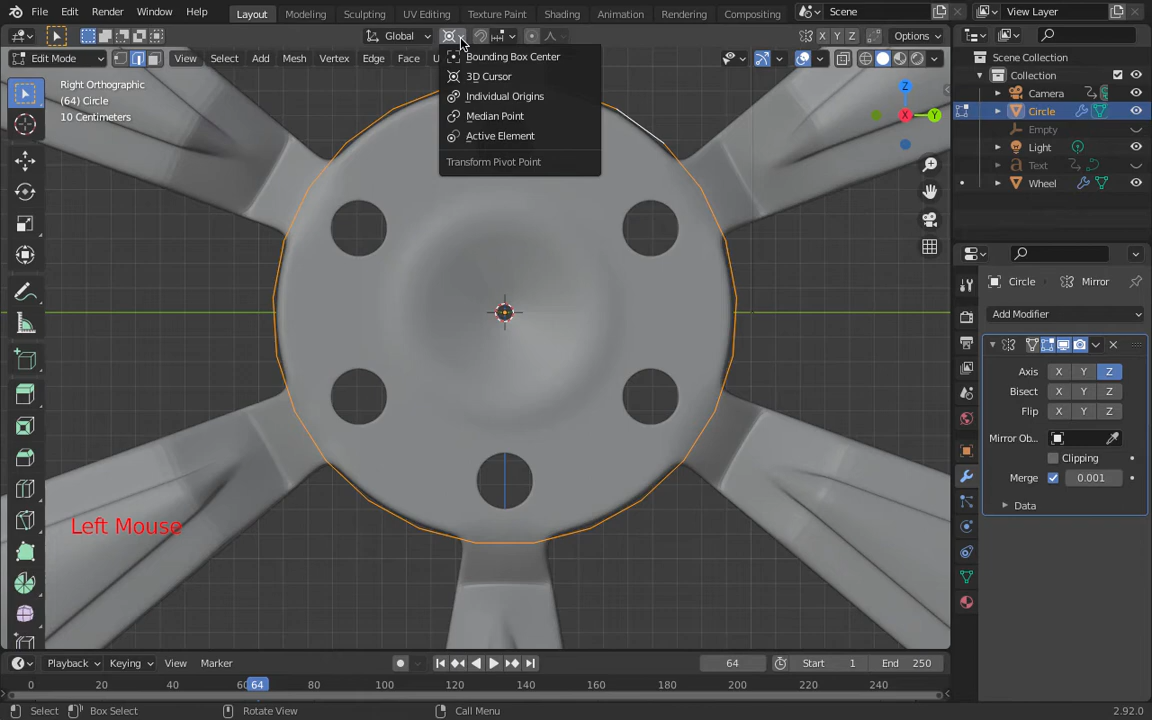 File Edit Render Window Help Layout Modeling Sculpting UV Editing Texture Paint Shading Animation Rendering Compositing Scene View Layer
Global X Y Z Options
Edit Mode View Select Add Mesh Vertex Edge Face U
Right Orthographic
(64) Circle
10 Centimeters
Bounding Box Center
3D Cursor
Individual Origins
Median Point
Active Element
Transform Pivot Point
Z
X
Y
Left Mouse
Scene Collection
Collection
Camera
Circle
Empty
Light
Text
Wheel
Circle Mirror
Add Modifier
Axis X Y Z
Bisect X Y Z
Flip X Y Z
Mirror Ob...
Clipping
Merge 0.001
Data
Playback Keying View Marker 64 Start 1 End 250
0 20 40 60 64 80 100 120 140 160 180 200 220 240
Select Box Select Rotate View Call Menu 2.92.0